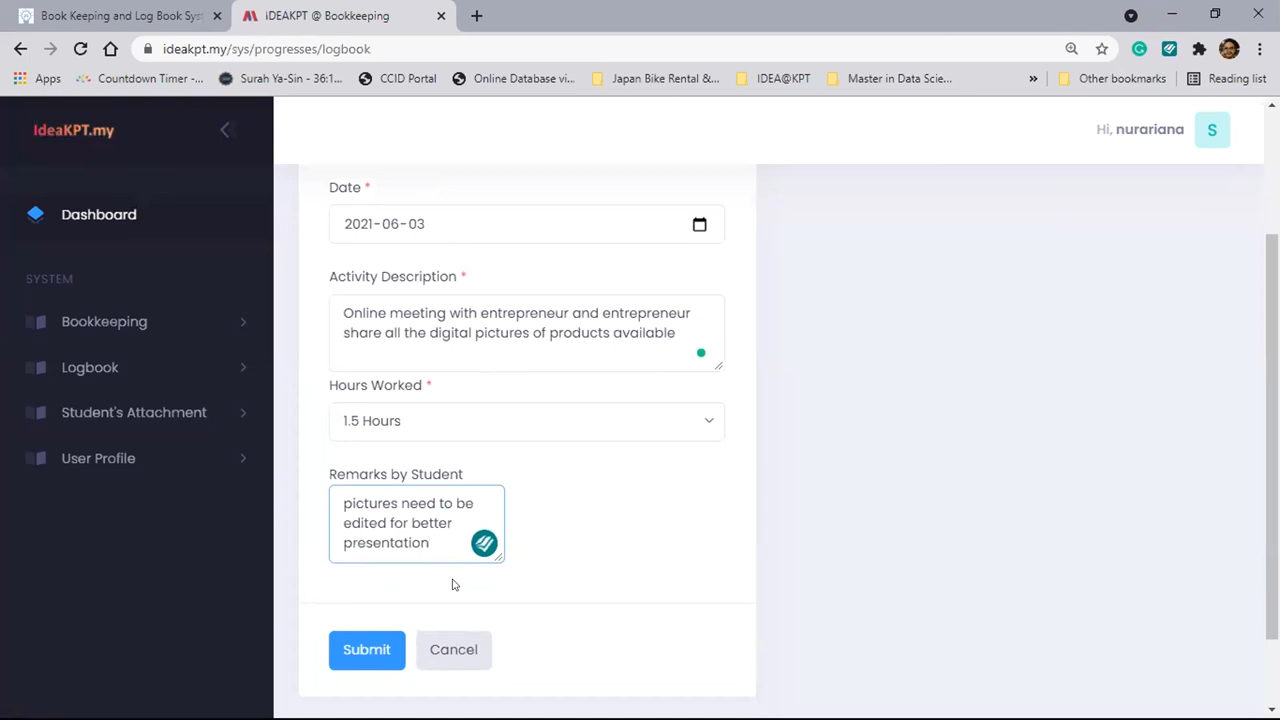 Book Keeping and Log Book Syst
IDEAKPT @ Bookkeeping
ideakpt.my/sys/progresses/logbook
Apps
Countdown Timer -...
Surah Ya-Sin - 36:1...
CCID Portal
Online Database vi...
Japan Bike Rental &...
IDEA@KPT
Master in Data Scie...
»
Other bookmarks
Reading list
IdeaKPT.my
Hi, nurariana
S
Dashboard
SYSTEM
Bookkeeping
Logbook
Student's Attachment
User Profile
Date *
2021-06-03
Activity Description *
Online meeting with entrepreneur and entrepreneur
share all the digital pictures of products available
Hours Worked *
1.5 Hours
Remarks by Student
pictures need to be
edited for better
presentation
Submit
Cancel